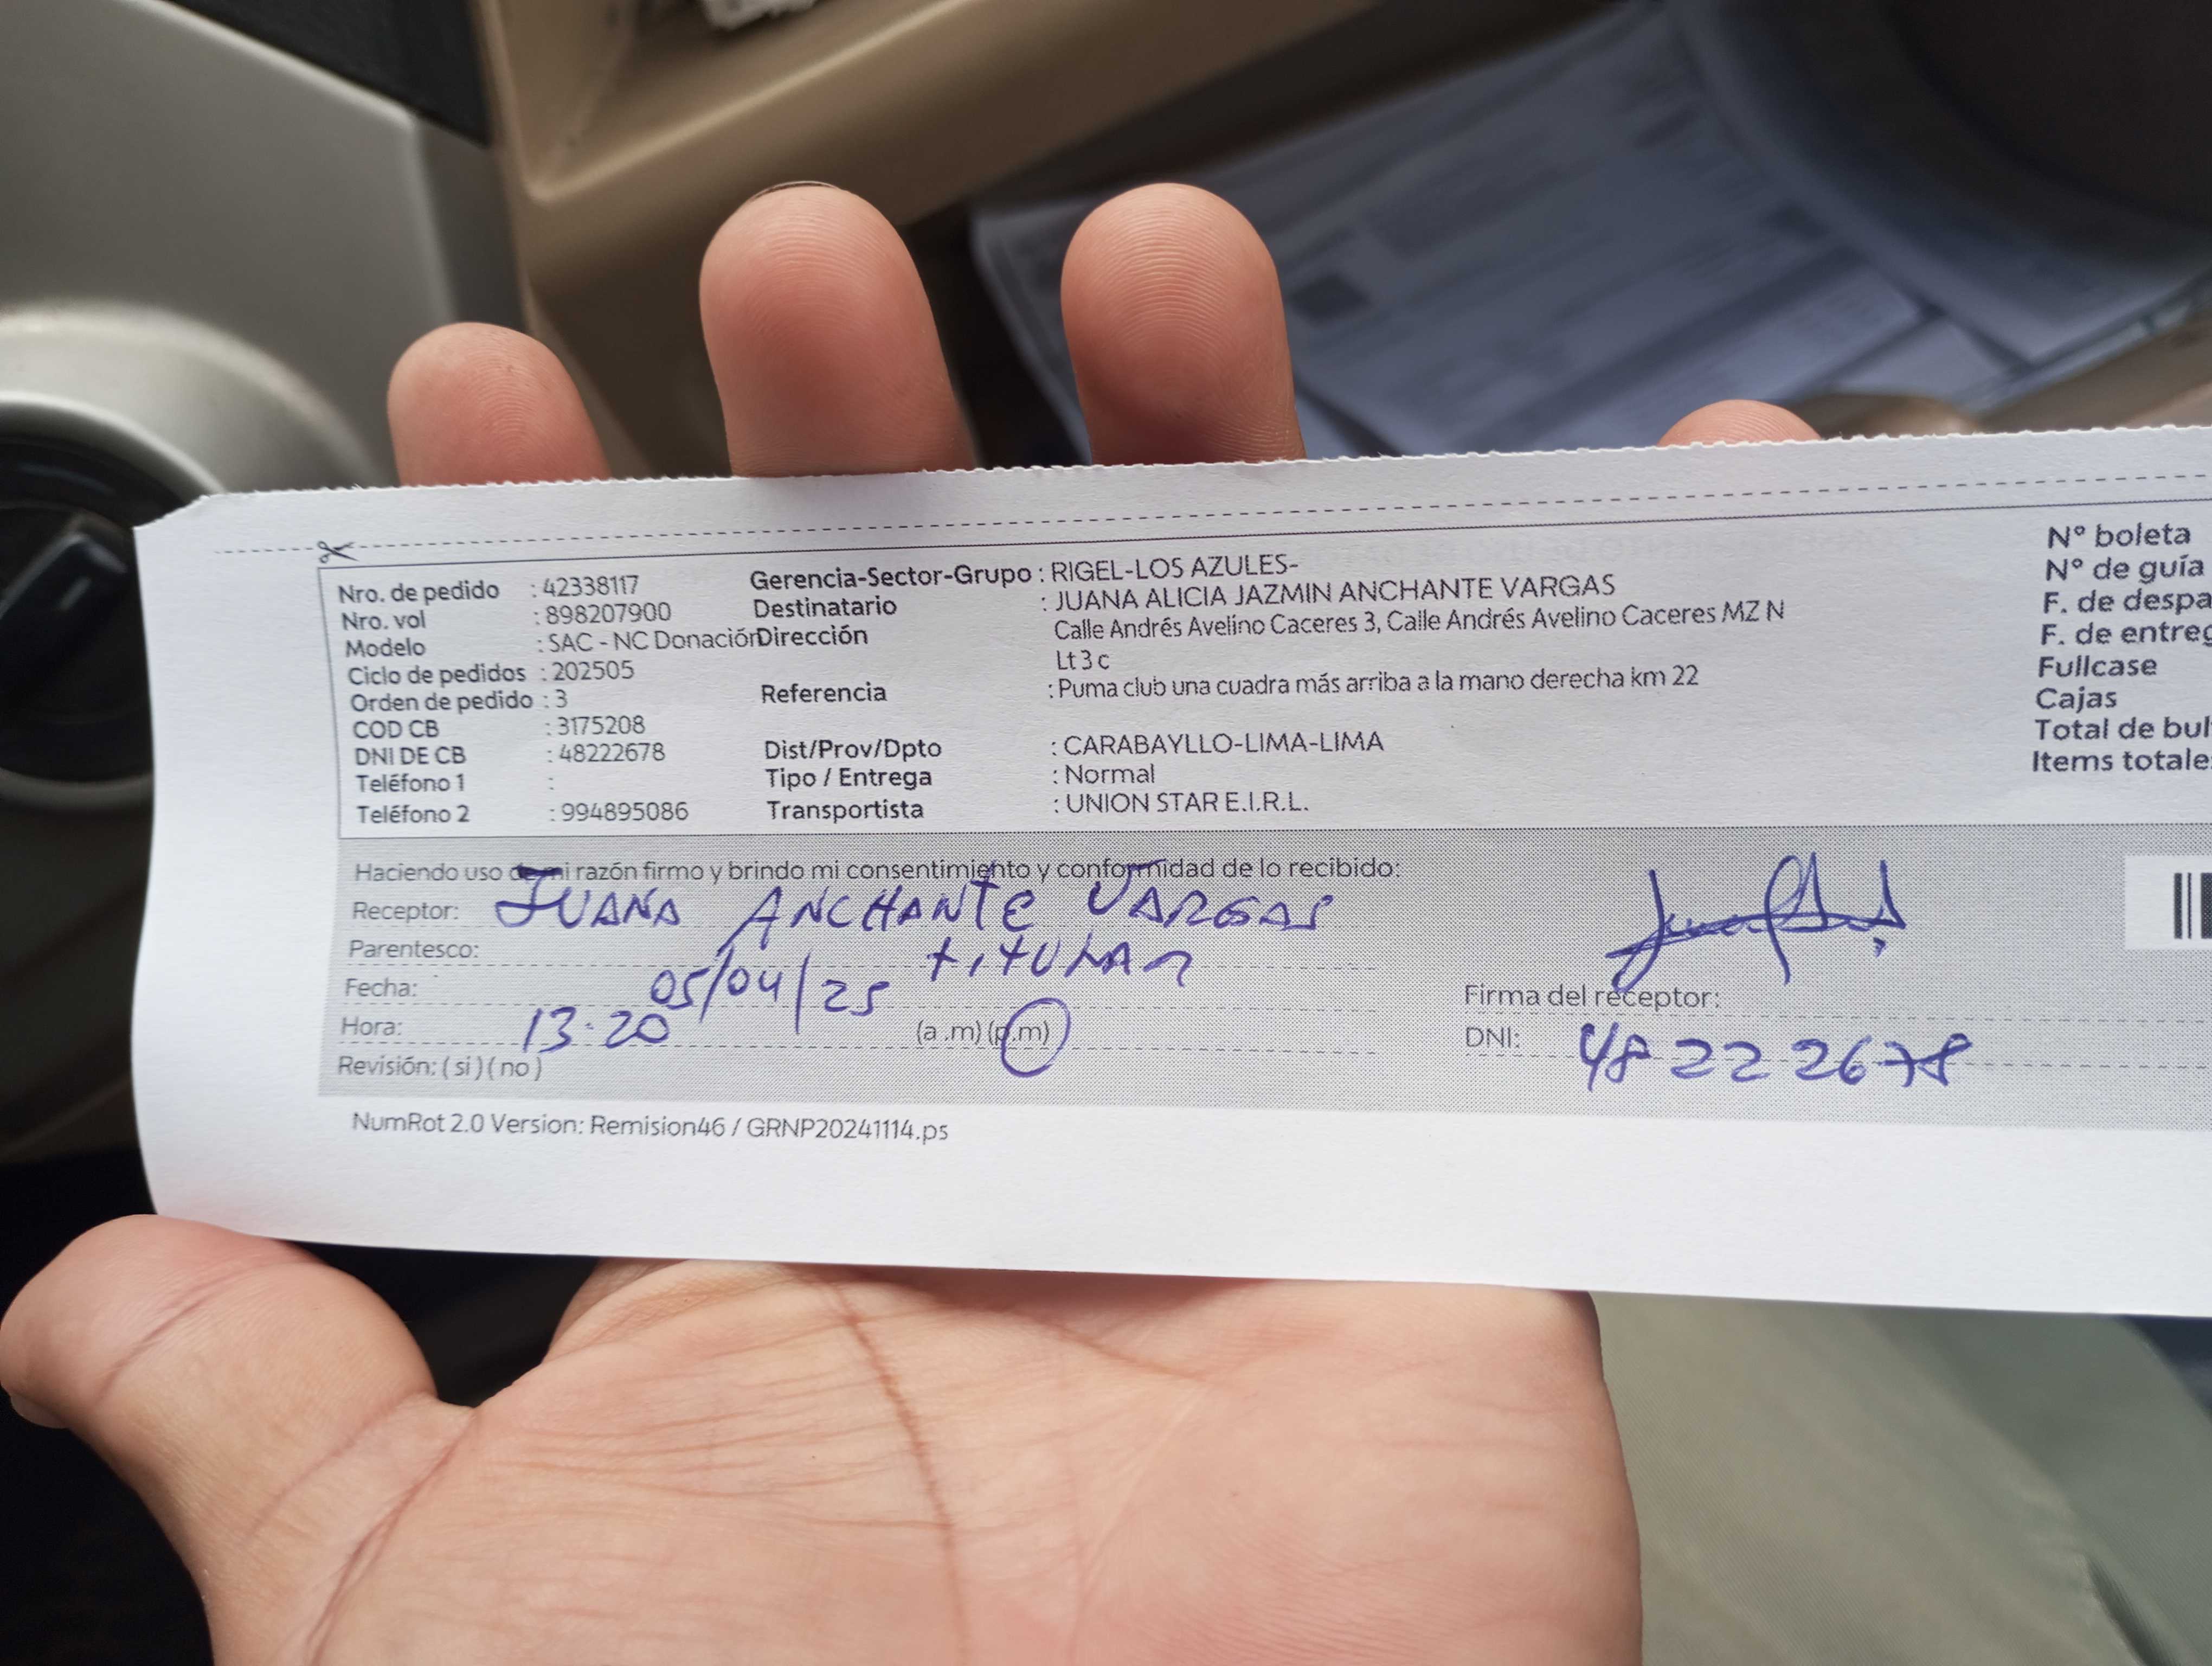 Nro. de pedido : 42338117 Gerencia-Sector-Grupo : RIGEL-LOS AZULES- N° boleta
Nro. vol : 898207900 Destinatario : JUANA ALICIA JAZMIN ANCHANTE VARGAS N° de guía
Modelo : SAC - NC Donación Dirección Calle Andrés Avelino Caceres 3, Calle Andrés Avelino Caceres MZ N F. de despa
Lt 3 c F. de entreg
Ciclo de pedidos : 202505 Referencia : Puma club una cuadra más arriba a la mano derecha km 22 Fullcase
Orden de pedido : 3 Cajas
COD CB : 3175208 Total de bul
DNI DE CB : 48222678 Dist/Prov/Dpto : CARABAYLLO-LIMA-LIMA Items totale
Teléfono 1 : Tipo / Entrega : Normal
Teléfono 2 : 994895086 Transportista : UNION STAR E.I.R.L.
Haciendo uso de mi razón firmo y brindo mi consentimiento y conformidad de lo recibido:
Receptor: JUANA ANCHANTE VARGAS
Parentesco: titular
Fecha: 05/04/25 Firma del receptor:
Hora: 13:20 (a .m) (p.m) DNI: 48222678
Revisión: ( si ) ( no )
NumRot 2.0 Version: Remision46 / GRNP20241114.ps